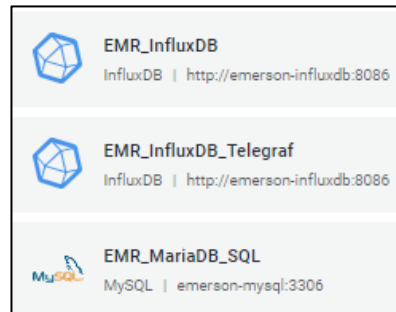 EMR_InfluxDB
InfluxDB | http://emerson-influxdb:8086
EMR_InfluxDB_Telegraf
InfluxDB | http://emerson-influxdb:8086
EMR_MariaDB_SQL
MySQL
MySQL | emerson-mysql:3306